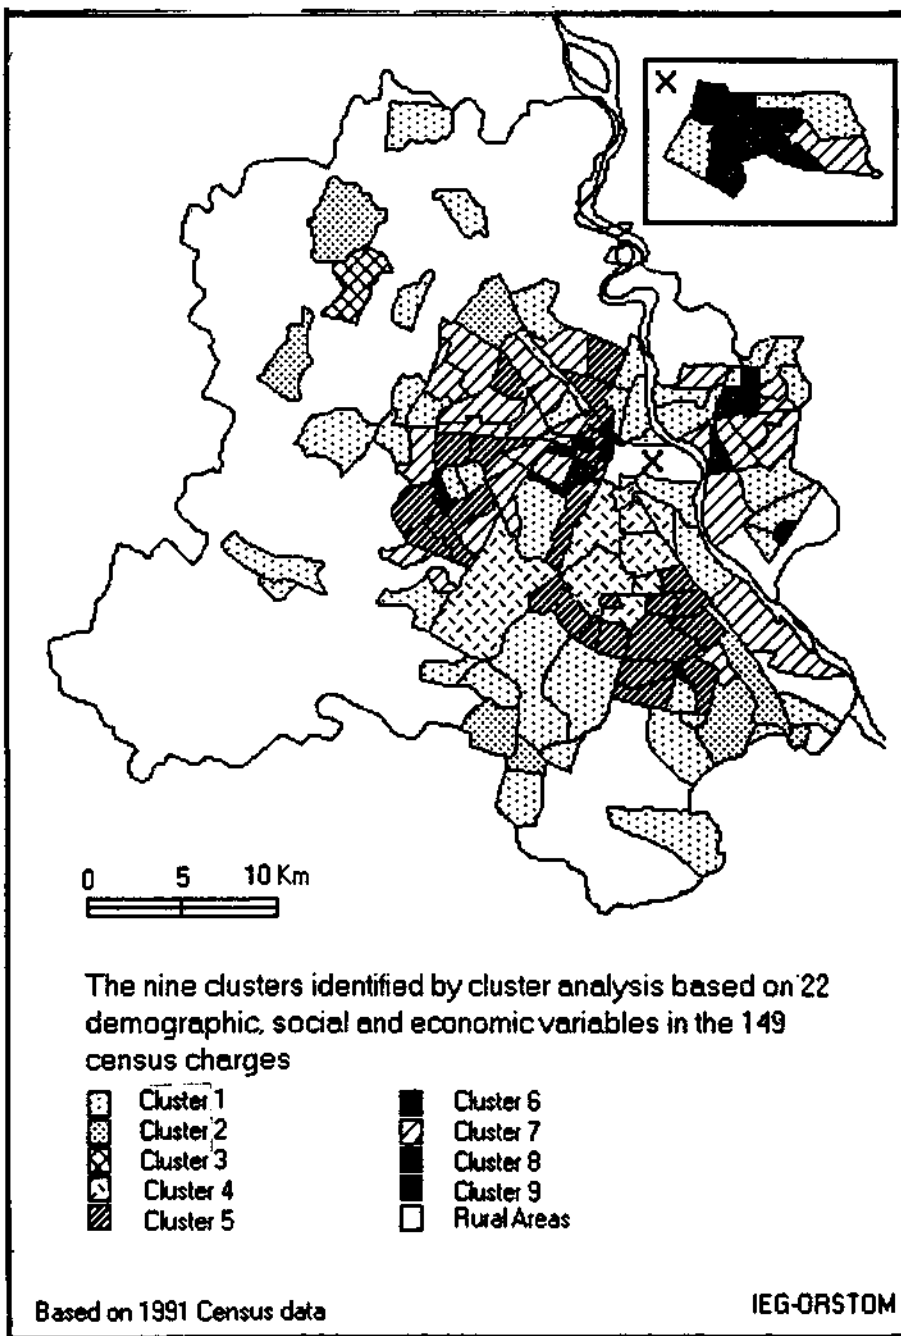 X
X
0 5 10 Km
The nine clusters identified by cluster analysis based on 22
demographic, social and economic variables in the 149
census charges
Cluster 1
Cluster 2
Cluster 3
Cluster 4
Cluster 5
Cluster 6
Cluster 7
Cluster 8
Cluster 9
Rural Areas
Based on 1991 Census data
IEG-ORSTOM